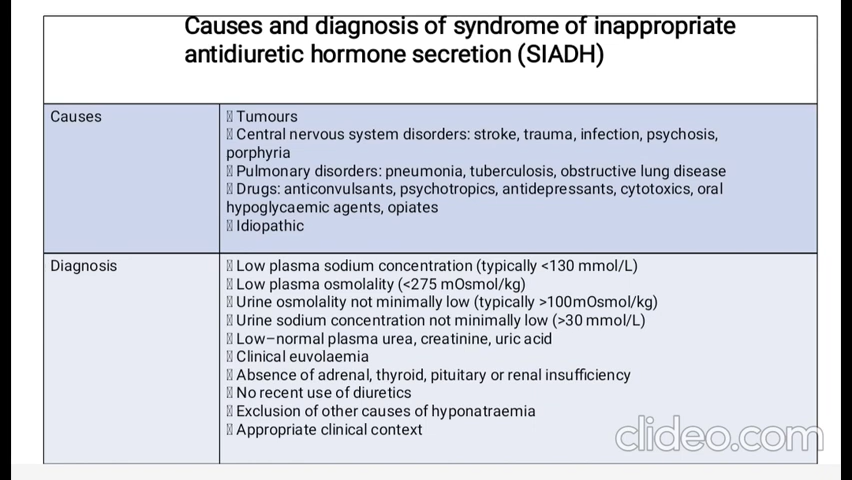 Causes and diagnosis of syndrome of inappropriate
antidiuretic hormone secretion (SIADH)
Causes
Tumours
Central nervous system disorders: stroke, trauma, infection, psychosis,
porphyria
Pulmonary disorders: pneumonia, tuberculosis, obstructive lung disease
Drugs: anticonvulsants, psychotropics, antidepressants, cytotoxics, oral
hypoglycaemic agents, opiates
Idiopathic
Diagnosis
Low plasma sodium concentration (typically <130 mmol/L)
Low plasma osmolality (<275 mOsmol/kg)
Urine osmolality not minimally low (typically >100mOsmol/kg)
Urine sodium concentration not minimally low (>30 mmol/L)
Low–normal plasma urea, creatinine, uric acid
Clinical euvolaemia
Absence of adrenal, thyroid, pituitary or renal insufficiency
No recent use of diuretics
Exclusion of other causes of hyponatraemia
Appropriate clinical context
clideo.com